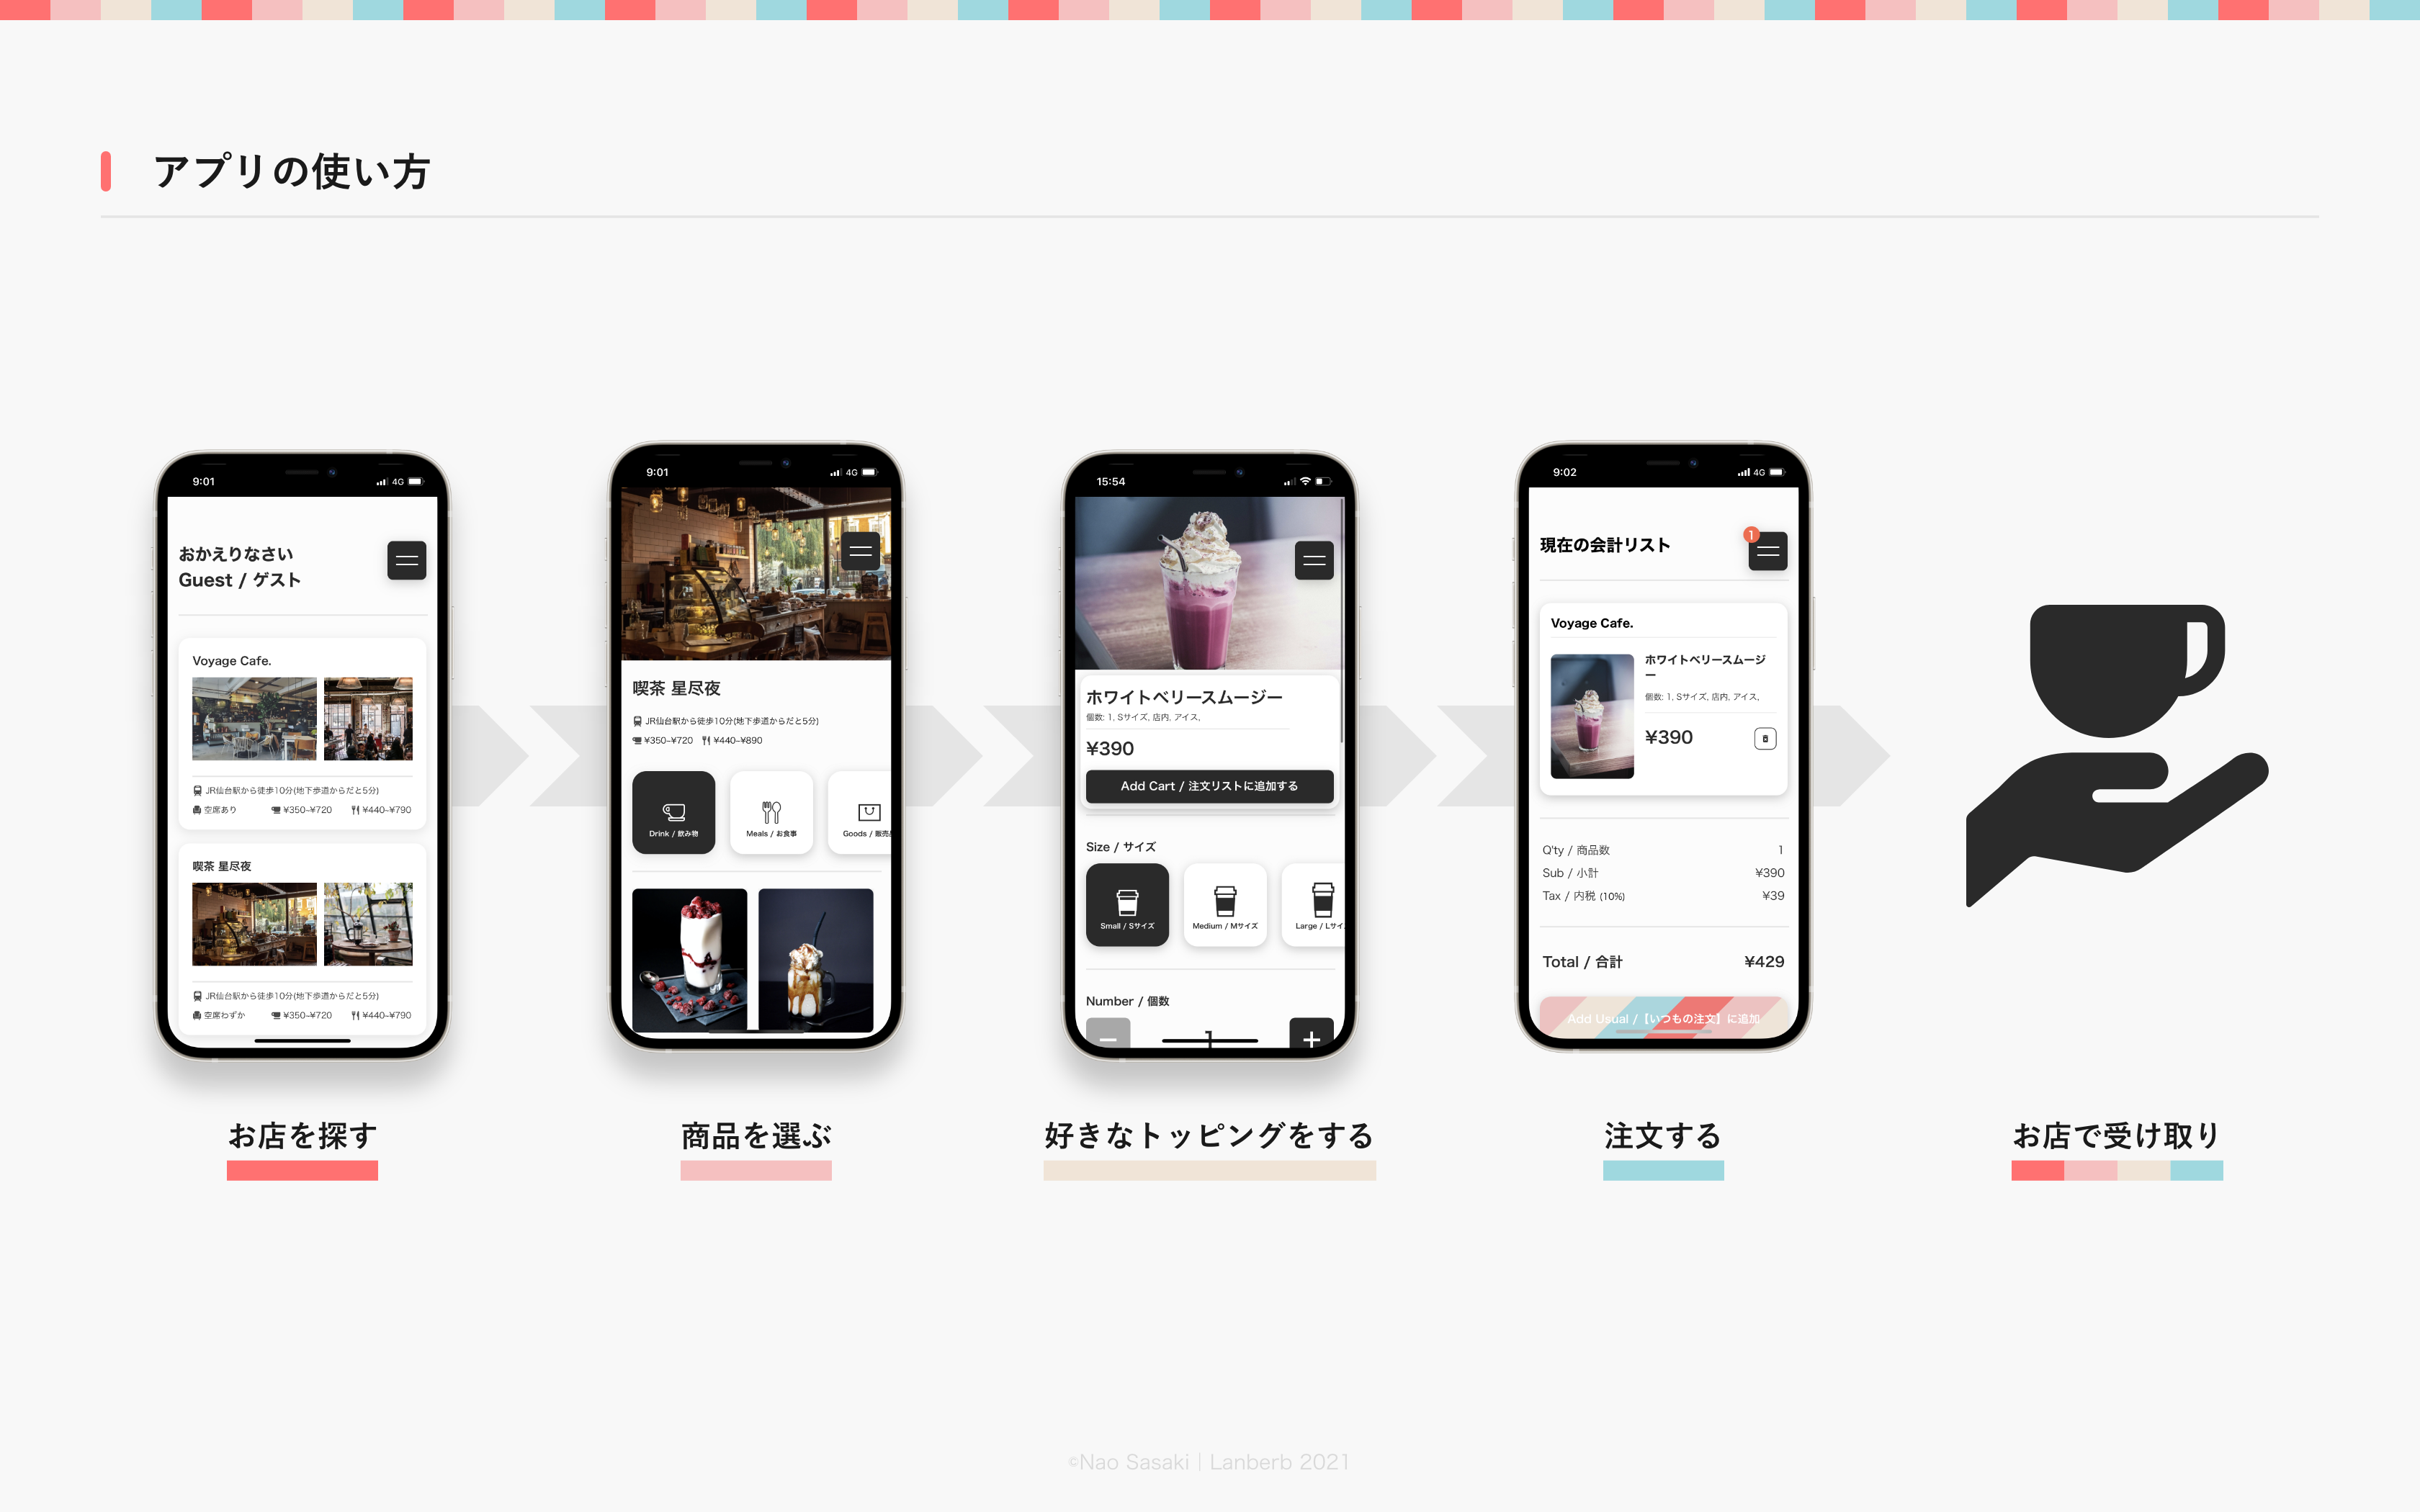 アプリの使い方
9:01
4G
おかえりなさい
Guest / ゲスト
Voyage Cafe.
JR仙台駅から徒歩10分(地下歩道からだと5分)
空席あり ¥350~¥720 ¥440~¥790
喫茶 星尽夜
JR仙台駅から徒歩10分(地下歩道からだと5分)
空席わずか ¥350~¥720 ¥440~¥790
お店を探す
9:01
4G
喫茶 星尽夜
JR仙台駅から徒歩10分(地下歩道からだと5分)
¥350~¥720 ¥440~¥890
Drink / 飲み物
Meals / お食事
Goods / 販売
商品を選ぶ
15:54
ホワイトベリースムージー
個数: 1, Sサイズ, 店内, アイス,
¥390
Add Cart / 注文リストに追加する
Size / サイズ
Small / Sサイズ
Medium / Mサイズ
Large / Lサイ
Number / 個数
− 1 +
好きなトッピングをする
9:02
4G
現在の会計リスト
1
Voyage Cafe.
ホワイトベリースムージ
ー
個数: 1, Sサイズ, 店内, アイス,
¥390
Q'ty / 商品数 1
Sub / 小計 ¥390
Tax / 内税 (10%) ¥39
Total / 合計 ¥429
Add Usual /【いつもの注文】に追加
注文する
お店で受け取り
©Nao Sasaki | Lanberb 2021